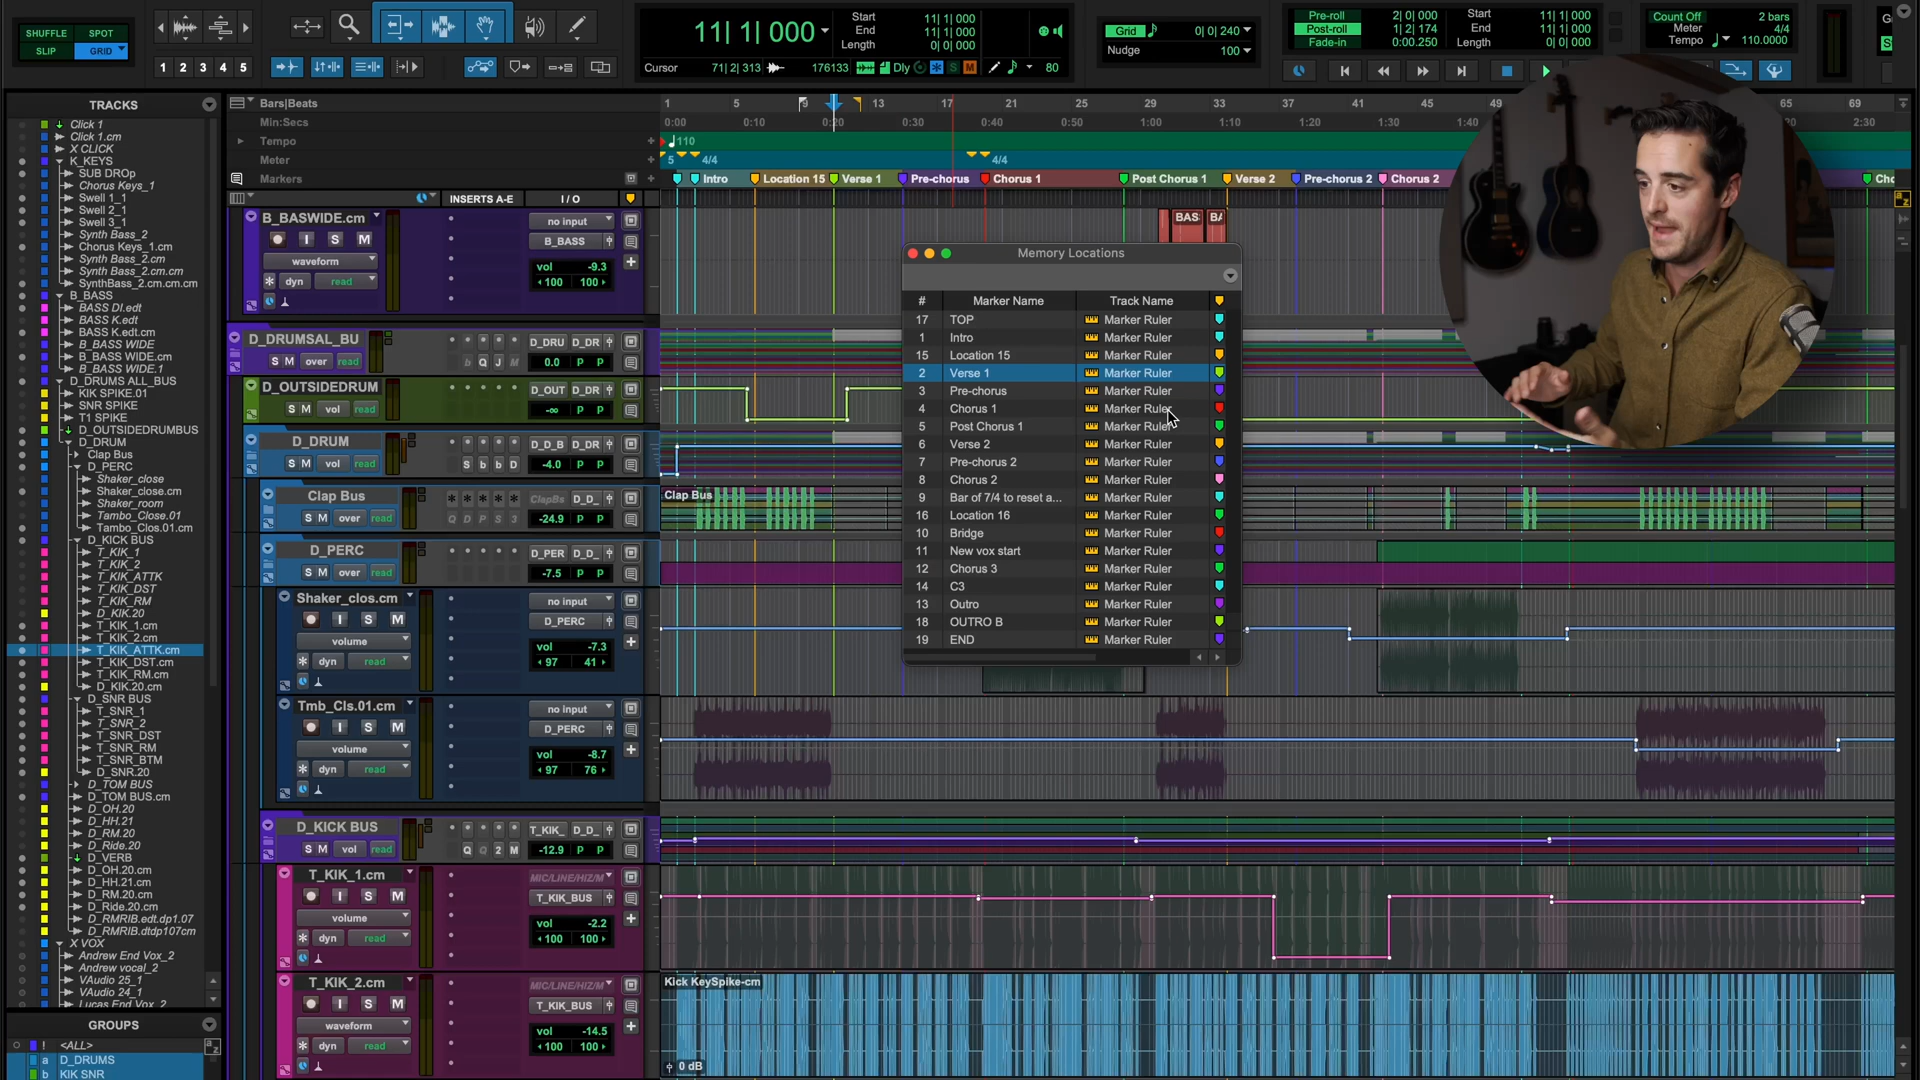 SHUFFLE SPOT
SLIP GRID
1 2 3 4 5
11| 1| 000
Start 11| 1| 000
End 11| 1| 000
Length 0| 0| 000
Cursor 71| 2| 313 176133 Dly S M 80
Grid 0| 0| 240
Nudge 100
Pre-roll 2| 0| 000
Post-roll 1| 2| 174
Fade-in 0:00.250
Start 11| 1| 000
End 11| 1| 000
Length 0| 0| 000
Count Off 2 bars
Meter 4/4
Tempo 110.0000
TRACKS
Click 1
Click 1.cm
X CLICK
K_KEYS
SUB DROp
Chorus Keys_1
Swell 1_1
Swell 2_1
Swell 3_1
Synth Bass_2
Chorus Keys_1.cm
Synth Bass_2.cm
Synth Bass_2.cm.cm
SynthBass_2.cm.cm.cm
B_BASS
BASS DI.edt
BASS K.edt
BASS K.edt.cm
B_BASS WIDE
B_BASS WIDE.cm
B_BASS WIDE.1
D_DRUMS ALL_BUS
KIK SPIKE.01
SNR SPIKE
T1 SPIKE
D_OUTSIDEDRUMBUS
D_DRUM
Clap Bus
D_PERC
Shaker_close
Shaker_close.cm
Shaker_room
Tambo_Close.01
Tambo_Clos.01.cm
D_KICK BUS
T_KIK_1
T_KIK_2
T_KIK_ATTK
T_KIK_DST
T_KIK_RM
D_KIK.20
T_KIK_1.cm
T_KIK_2.cm
T_KIK_ATTK.cm
T_KIK_DST.cm
T_KIK_RM.cm
D_KIK.20.cm
D_SNR BUS
T_SNR_1
T_SNR_2
T_SNR_DST
T_SNR_RM
T_SNR_BTM
D_SNR.20
D_TOM BUS
D_TOM BUS.cm
D_OH.20
D_HH.21
D_RM.20
D_Ride.20
D_VERB
D_OH.20.cm
D_HH.21.cm
D_RM.20.cm
D_Ride.20.cm
D_RMRIB.edt.dp1.07
D_RMRIB.dtdp107cm
X VOX
Andrew End Vox_2
Andrew vocal_2
VAudio 25_1
VAudio 24_1
Lucas End Vox_2
GROUPS
! <ALL>
a D_DRUMS
b KIK SNR
Bars|Beats 1 5 9 13 17 21 25 29 33 37 41 45 49 65 69
Min:Secs 0:00 0:10 0:20 0:30 0:40 0:50 1:00 1:10 1:20 1:30 1:40 2:30
Tempo 110
Meter 5 4/4 4/4
Markers Intro Location 15 Verse 1 Pre-chorus Chorus 1 Post Chorus 1 Verse 2 Pre-chorus 2 Chorus 2 Cho
INSERTS A-E I/O
B_BASWIDE.cm no input
I S M B_BASS
waveform vol -9.3
dyn read 100 100
BAS BA
D_DRUMSAL_BU D_DRU D_DR
S M over read b Q J M 0.0 P P
D_OUTSIDEDRUM D_OUT D_DR
S M vol read -∞ P P
D_DRUM D_D_B D_DR
S M vol read S b b D -4.0 P P
Clap Bus ClapBs D_D_
S M over read Q D P S 3 -24.9 P P
Clap Bus
D_PERC D_PER D_D_
S M over read -7.5 P P
Shaker_clos.cm no input
I S M D_PERC
volume vol -7.3
dyn read 97 41
Tmb_Cls.01.cm no input
I S M D_PERC
volume vol -8.7
dyn read 97 76
D_KICK BUS T_KIK_ D_D_
S M vol read Q Q 2 M -12.9 P P
T_KIK_1.cm MIC/LINE/HIZ/M
I S M T_KIK_BUS
volume vol -2.2
dyn read 100 100
T_KIK_2.cm MIC/LINE/HIZ/M
I S M T_KIK_BUS
waveform vol -14.5
dyn read 100 100
Kick KeySpike-cm
0 dB
Memory Locations
# Marker Name Track Name
17 TOP Marker Ruler
1 Intro Marker Ruler
15 Location 15 Marker Ruler
2 Verse 1 Marker Ruler
3 Pre-chorus Marker Ruler
4 Chorus 1 Marker Ruler
5 Post Chorus 1 Marker Ruler
6 Verse 2 Marker Ruler
7 Pre-chorus 2 Marker Ruler
8 Chorus 2 Marker Ruler
9 Bar of 7/4 to reset a... Marker Ruler
16 Location 16 Marker Ruler
10 Bridge Marker Ruler
11 New vox start Marker Ruler
12 Chorus 3 Marker Ruler
14 C3 Marker Ruler
13 Outro Marker Ruler
18 OUTRO B Marker Ruler
19 END Marker Ruler